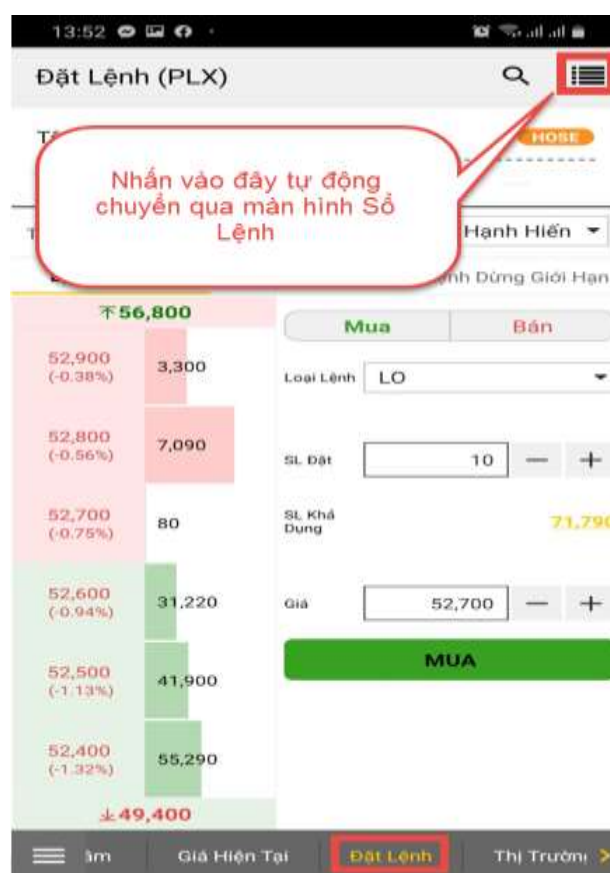 13:52
Đặt Lệnh (PLX)
HOSE
Nhấn vào đây tự động
chuyển qua màn hình Sổ
Lệnh
Hạnh Hiến
Dừng Giới Hạn
56,800
Mua
Bán
52,900
(-0.38%)
3,300
Loại Lệnh
LO
52,800
(-0.56%)
7,090
SL Đặt
10
52,700
(-0.75%)
80
SL Khả
Dụng
71,790
52,600
(-0.94%)
31,220
Giá
52,700
52,500
(-1.13%)
41,900
MUA
52,400
(-1.32%)
55,290
49,400
Giá Hiện Tại
Đặt Lệnh
Thị Trường